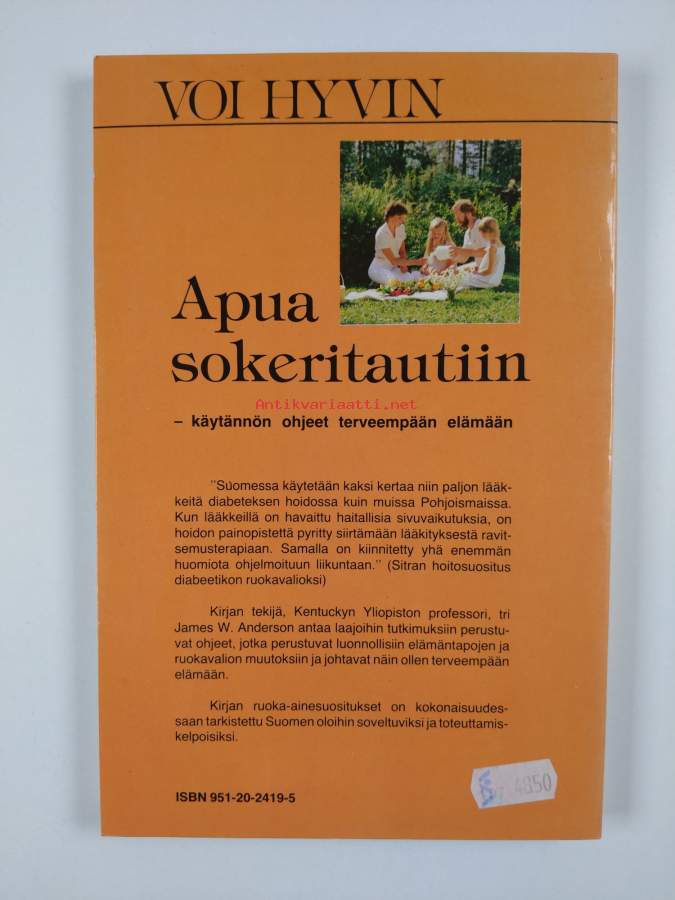 VOI HYVIN
Apua
sokeritautiin
Antikvariaatti.net
– käytännön ohjeet terveempään elämään
"Suomessa käytetään kaksi kertaa niin paljon lääk-
keitä diabeteksen hoidossa kuin muissa Pohjoismaissa.
Kun lääkkeillä on havaittu haitallisia sivuvaikutuksia, on
hoidon painopistettä pyritty siirtämään lääkityksestä ravit-
semusterapiaan. Samalla on kiinnitetty yhä enemmän
huomiota ohjelmoituun liikuntaan." (Sitran hoitosuositus
diabeetikon ruokavalioksi)
Kirjan tekijä, Kentuckyn Yliopiston professori, tri
James W. Anderson antaa laajoihin tutkimuksiin perustu-
vat ohjeet, jotka perustuvat luonnollisiin elämäntapojen ja
ruokavalion muutoksiin ja johtavat näin ollen terveempään
elämään.
Kirjan ruoka-ainesuositukset on kokonaisuudes-
saan tarkistettu Suomen oloihin soveltuviksi ja toteuttamis-
kelpoisiksi.
4850
ISBN 951-20-2419-5